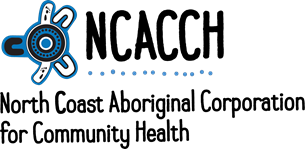 NCACCH
North Coast Aboriginal Corporation
for Community Health